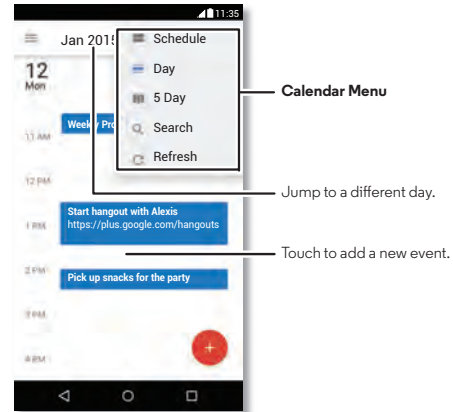 11:35
Jan 2015
Schedule
12
Mon
Day
5 Day
Calendar Menu
Weekly Pro
11 AM
Search
Refresh
12 PM
Jump to a different day.
Start hangout with Alexis
1 PM
https://plus.google.com/hangouts
Touch to add a new event.
2 PM
Pick up snacks for the party
3 PM
4 PM